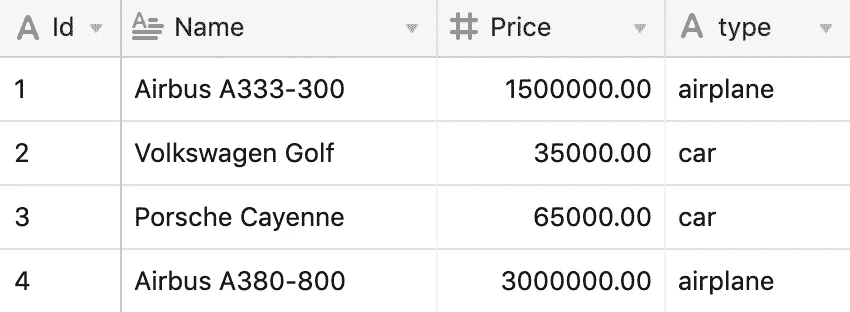 Id Name Price type
1 Airbus A333-300 1500000.00 airplane
2 Volkswagen Golf 35000.00 car
3 Porsche Cayenne 65000.00 car
4 Airbus A380-800 3000000.00 airplane